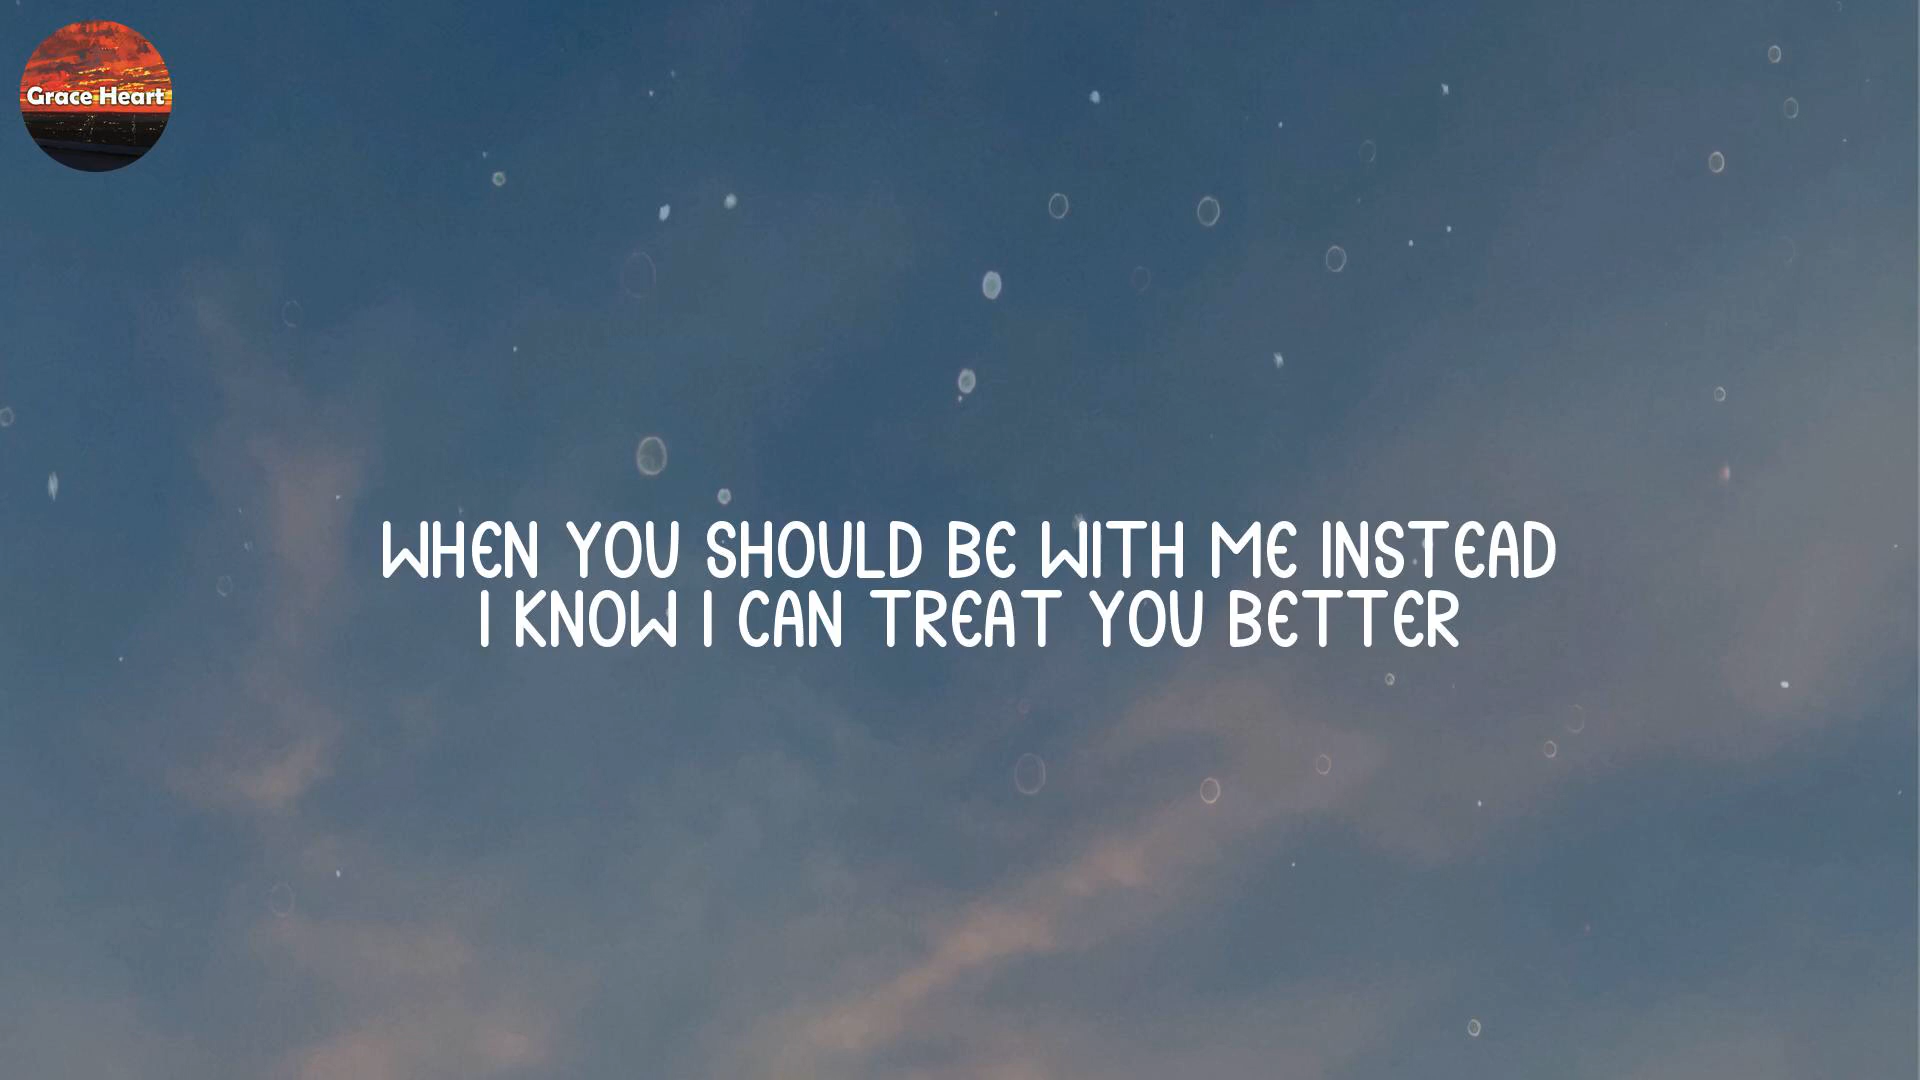 Grace Heart
WHEN YOU SHOULD BE WITH ME INSTEAD
I KNOW I CAN TREAT YOU BETTER